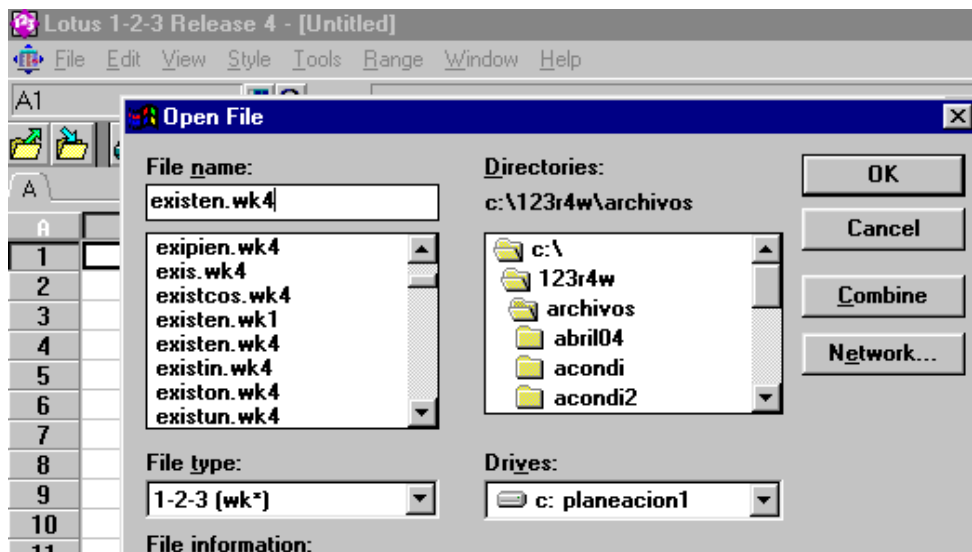 Lotus 1-2-3 Release 4 - [Untitled]
File Edit View Style Tools Range Window Help
A1
Open File
File name:
existen.wk4
exipien.wk4
exis.wk4
existcos.wk4
existen.wk1
existen.wk4
existin.wk4
existon.wk4
existun.wk4
Directories:
c:\123r4w\archivos
c:\
123r4w
archivos
abril04
acondi
acondi2
OK
Cancel
Combine
Network...
File type:
1-2-3 (wk*)
Drives:
c: planeacion1
File information:
A
A
1
2
3
4
5
6
7
8
9
10
11